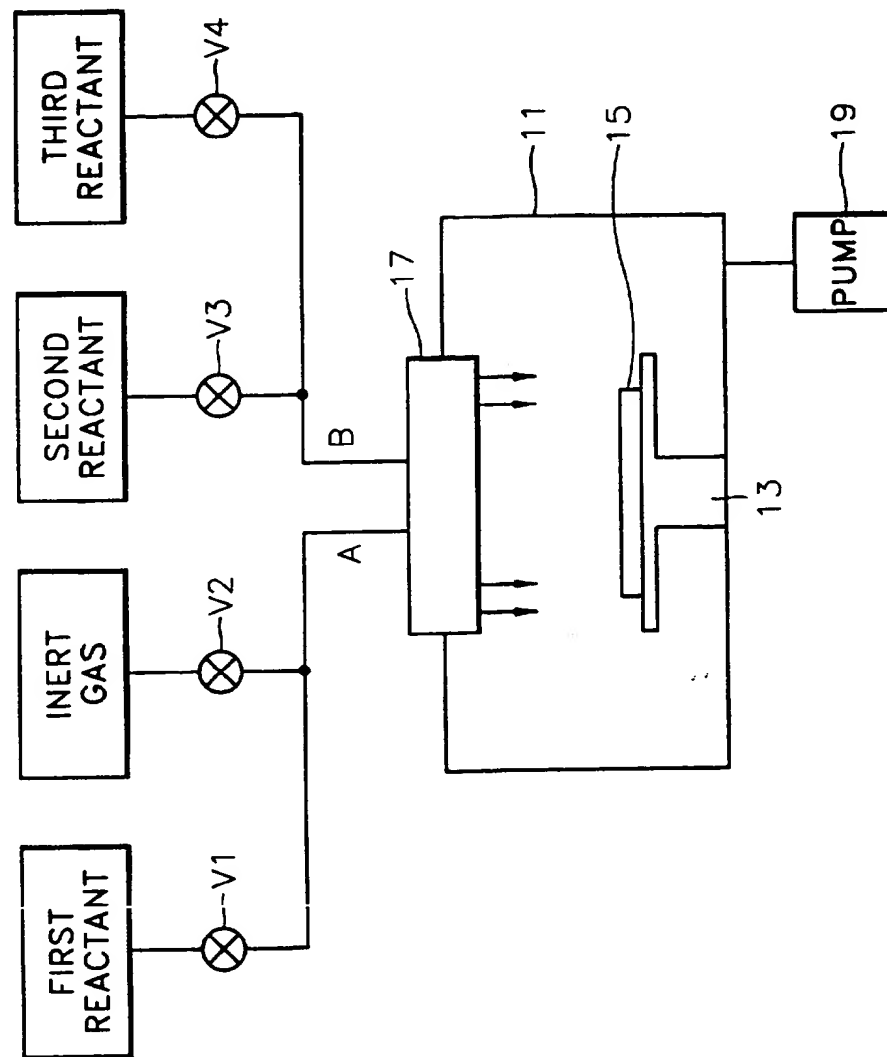 FIRST
REACTANT
INERT
GAS
SECOND
REACTANT
THIRD
REACTANT
V1
V2
V3
V4
A
B
17
11
15
13
PUMP
19